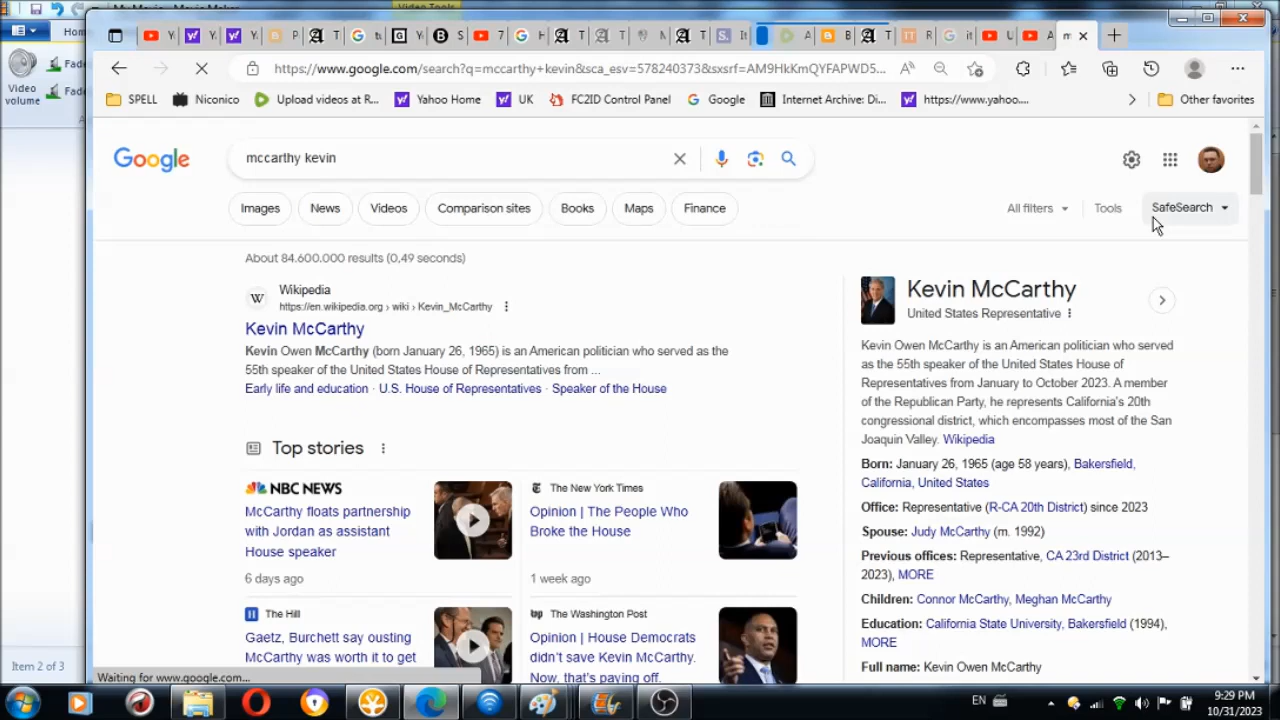 My Movie - Movie Maker
Video Tools
Home
Video
volume
Fade
Fade
https://www.google.com/search?q=mccarthy+kevin&sca_esv=578240373&sxsrf=AM9HkKmQYFAPWD5...
SPELL
Niconico
Upload videos at R...
Yahoo Home
UK
FC2ID Control Panel
Google
Internet Archive: Di...
https://www.yahoo....
Other favorites
Google
mccarthy kevin
Images
News
Videos
Comparison sites
Books
Maps
Finance
All filters
Tools
SafeSearch
About 84.600.000 results (0,49 seconds)
W
Wikipedia
https://en.wikipedia.org › wiki › Kevin_McCarthy
Kevin McCarthy
Kevin Owen McCarthy (born January 26, 1965) is an American politician who served as the
55th speaker of the United States House of Representatives from ...
Early life and education · U.S. House of Representatives · Speaker of the House
Top stories
NBC NEWS
McCarthy floats partnership
with Jordan as assistant
House speaker
6 days ago
The New York Times
Opinion | The People Who
Broke the House
1 week ago
The Hill
Gaetz, Burchett say ousting
McCarthy was worth it to get
The Washington Post
Opinion | House Democrats
didn't save Kevin McCarthy.
Now, that's paying off.
Kevin McCarthy
United States Representative
Kevin Owen McCarthy is an American politician who served
as the 55th speaker of the United States House of
Representatives from January to October 2023. A member
of the Republican Party, he represents California's 20th
congressional district, which encompasses most of the San
Joaquin Valley. Wikipedia
Born: January 26, 1965 (age 58 years), Bakersfield,
California, United States
Office: Representative (R-CA 20th District) since 2023
Spouse: Judy McCarthy (m. 1992)
Previous offices: Representative, CA 23rd District (2013–
2023), MORE
Children: Connor McCarthy, Meghan McCarthy
Education: California State University, Bakersfield (1994),
MORE
Full name: Kevin Owen McCarthy
Item 2 of 3
Waiting for www.google.com...
EN
9:29 PM
10/31/2023